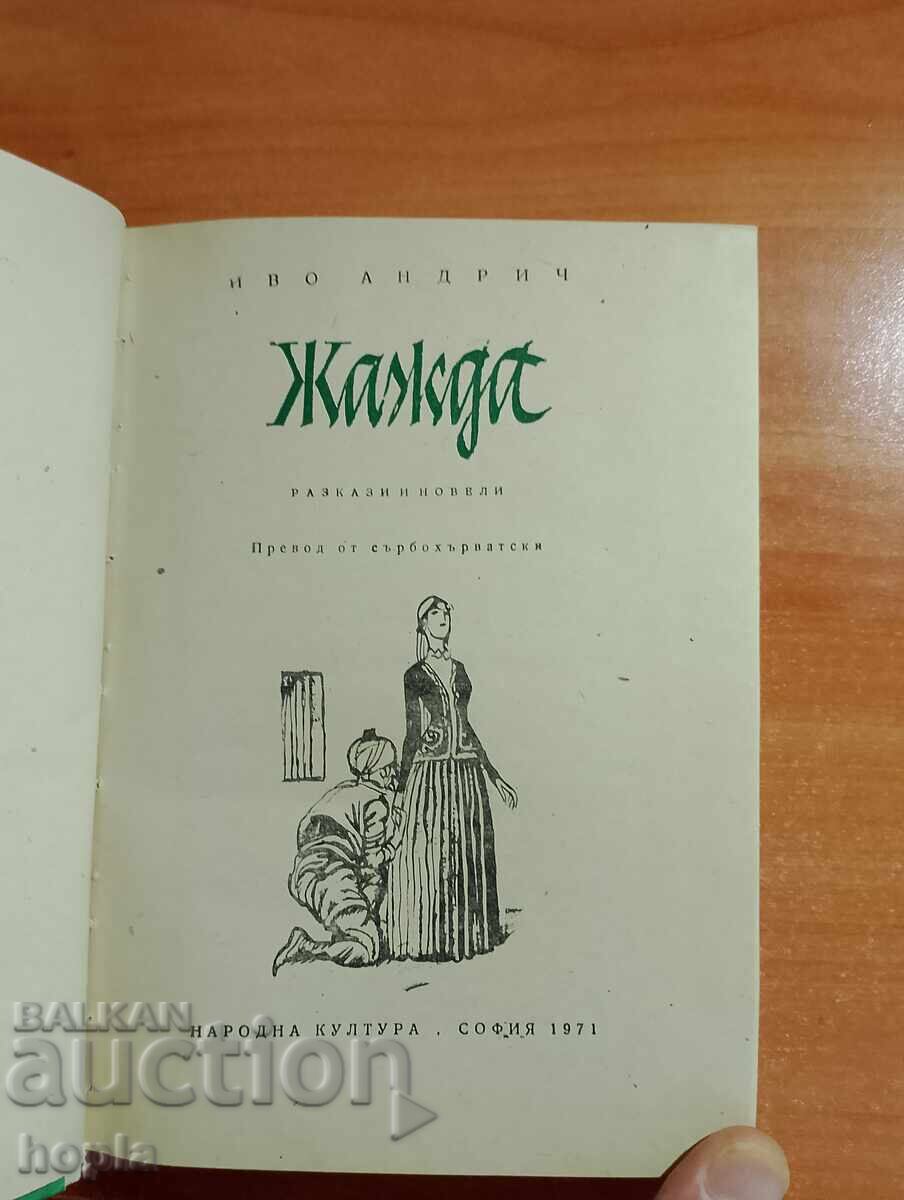 ИВО АНДРИЧ
Жажда
РАЗКАЗИ И НОВЕЛИ
Превод от сърбохърватски
НАРОДНА КУЛТУРА . СОФИЯ 1971
BALKAN
auction
hopla